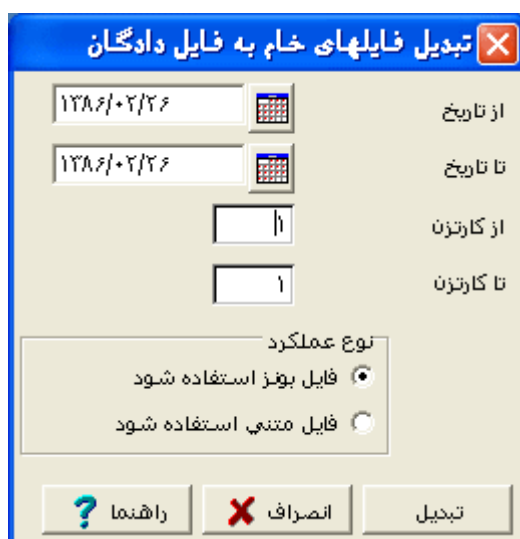 تبدیل فایلهای خام به فایل دادگان
از تاریخ ۱۳۸۶/۰۲/۲۶
تا تاریخ ۱۳۸۶/۰۲/۲۶
از کارتزن ۱
تا کارتزن ۱
نوع عملکرد
فایل بونز استفاده شود
فایل متنی استفاده شود
تبدیل انصراف راهنما ?